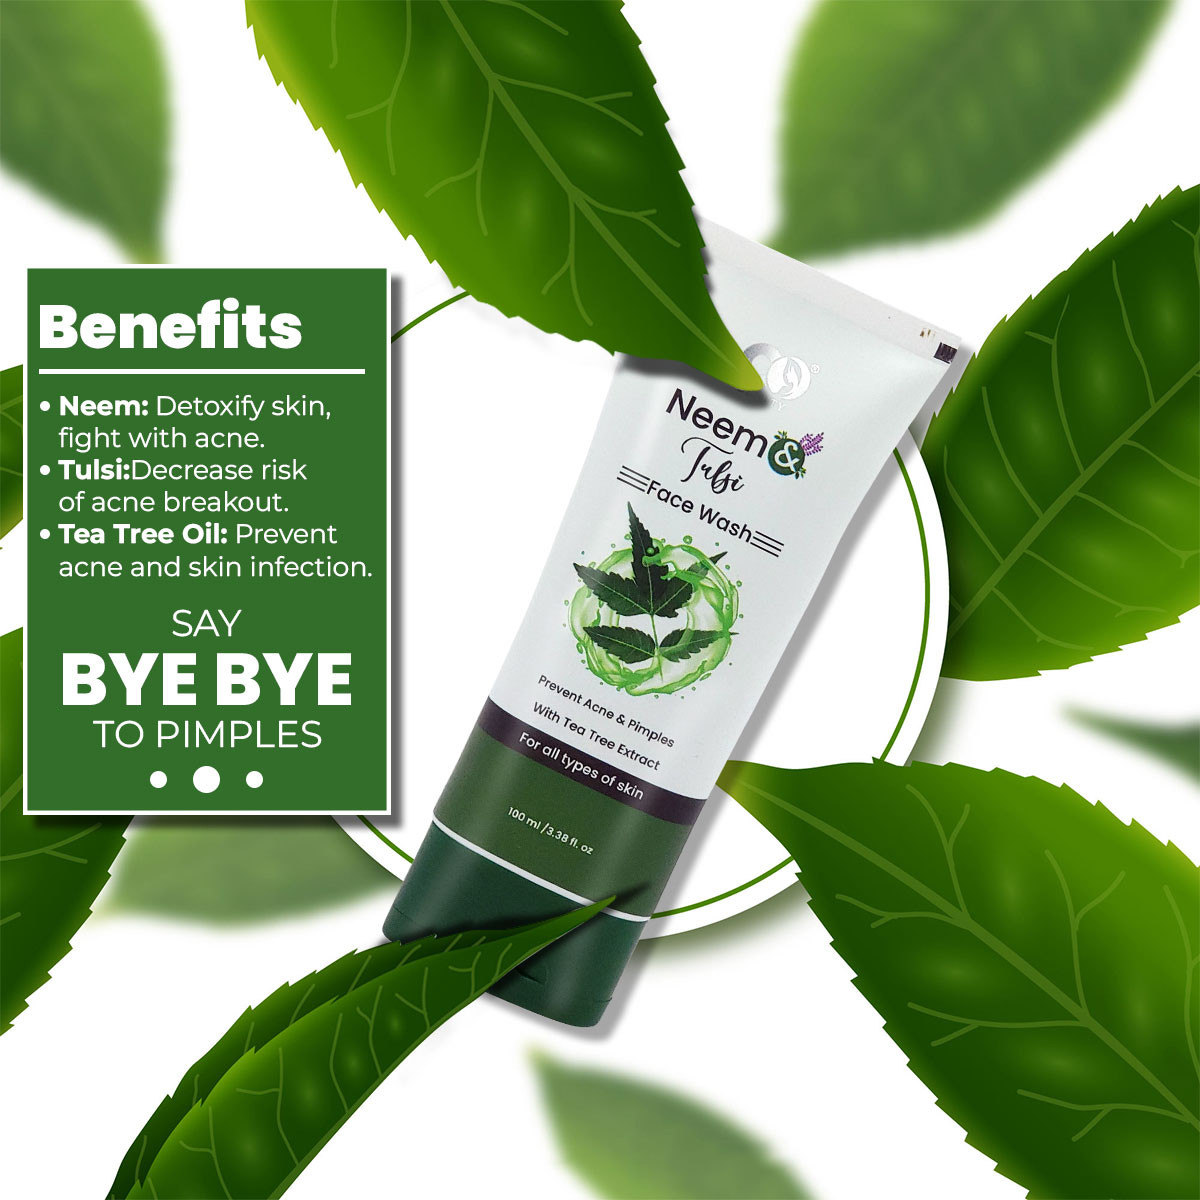 Benefits
• Neem: Detoxify skin,
fight with acne.
• Tulsi:Decrease risk
of acne breakout.
• Tea Tree Oil: Prevent
acne and skin infection.
SAY
BYE BYE
TO PIMPLES
Neem &
Tulsi
Face Wash
Prevent Acne & Pimples
With Tea Tree Extract
For all types of skin
100 ml /3.38 fl. oz